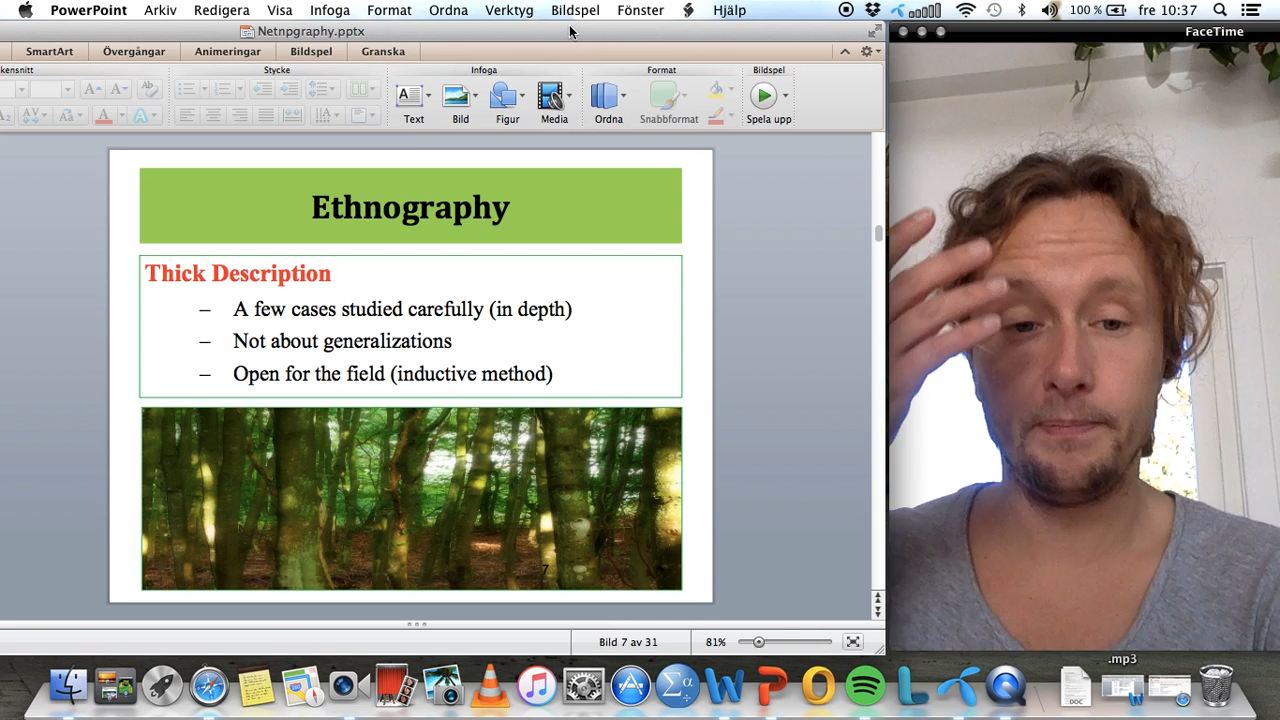 PowerPoint Arkiv Redigera Visa Infoga Format Ordna Verktyg Bildspel Fönster Hjälp 100 % fre 10:37
Netnpgraphy.pptx
FaceTime
SmartArt Övergångar Animeringar Bildspel Granska
Stycke Infoga Format Bildspel
Text Bild Figur Media Ordna Snabbformat Spela upp
Ethnography
Thick Description
– A few cases studied carefully (in depth)
– Not about generalizations
– Open for the field (inductive method)
7
Bild 7 av 31 81%
.mp3
DOC